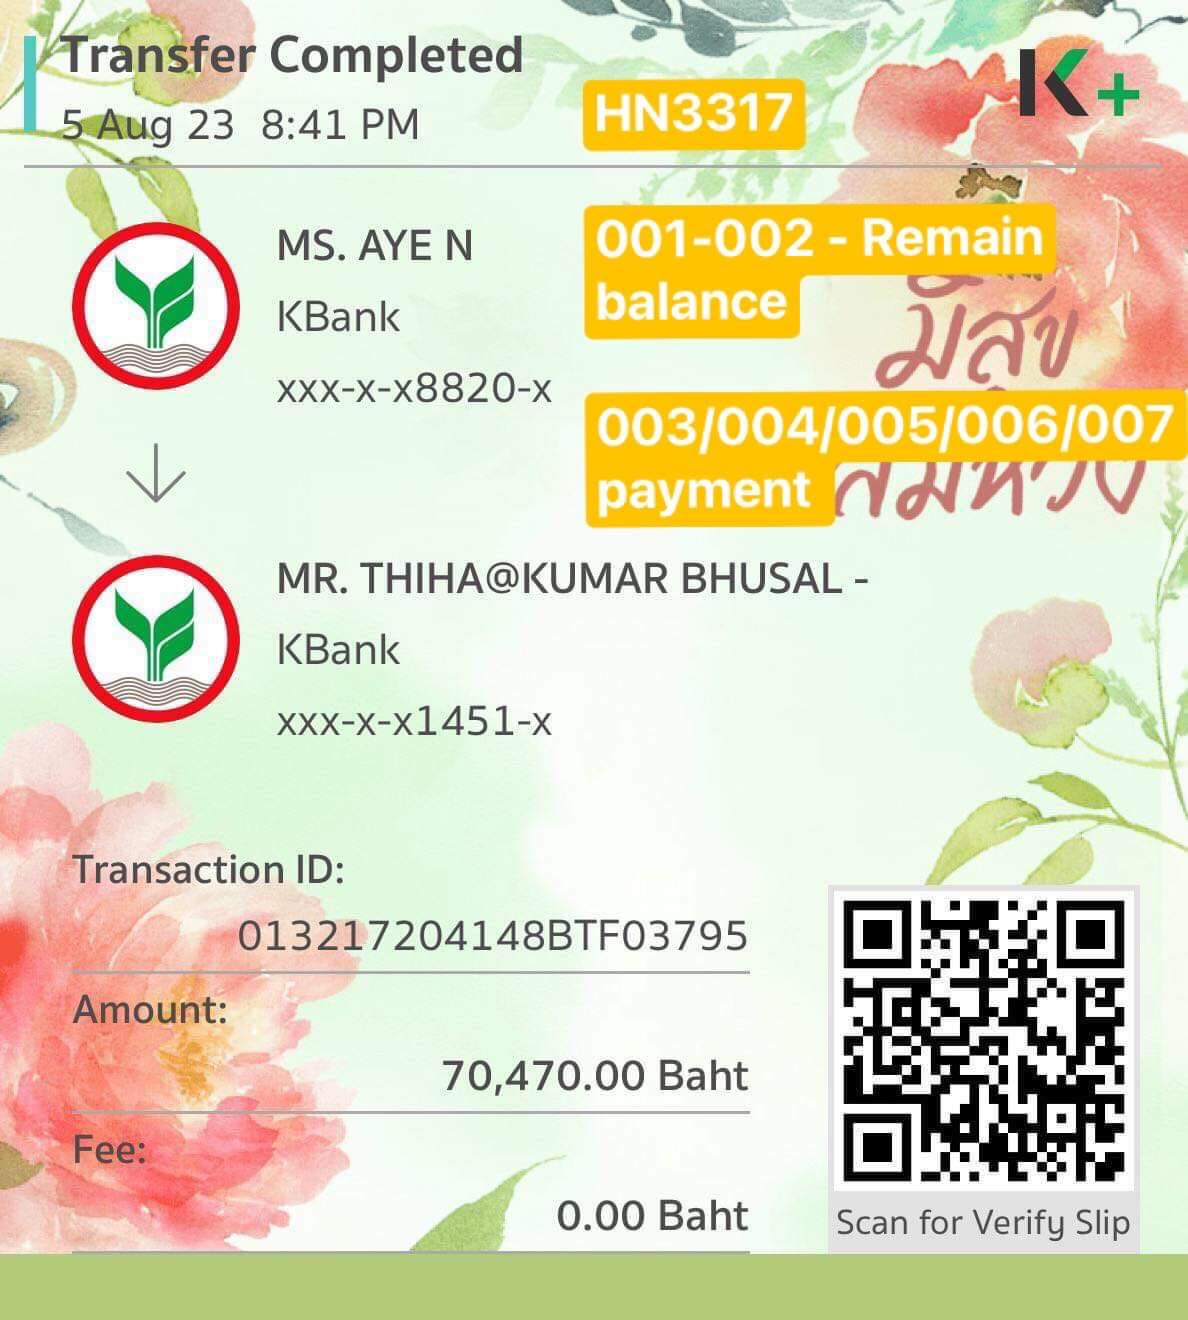 Transfer Completed
5 Aug 23 8:41 PM
HN3317
K+
MS. AYE N
KBank
xxx-x-x8820-x
001-002 - Remain
balance
มีสุข
003/004/005/006/007
payment
สมหวัง
MR. THIHA@KUMAR BHUSAL -
KBank
xxx-x-x1451-x
Transaction ID:
013217204148BTF03795
Amount:
70,470.00 Baht
Fee:
0.00 Baht
Scan for Verify Slip